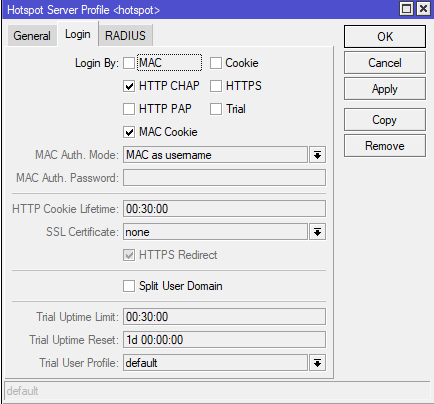 Hotspot Server Profile <hotspot>
General Login RADIUS
OK
Login By: MAC Cookie
Cancel
HTTP CHAP HTTPS
Apply
HTTP PAP Trial
Copy
MAC Cookie
Remove
MAC Auth. Mode: MAC as username
MAC Auth. Password:
HTTP Cookie Lifetime: 00:30:00
SSL Certificate: none
HTTPS Redirect
Split User Domain
Trial Uptime Limit: 00:30:00
Trial Uptime Reset: 1d 00:00:00
Trial User Profile: default
default